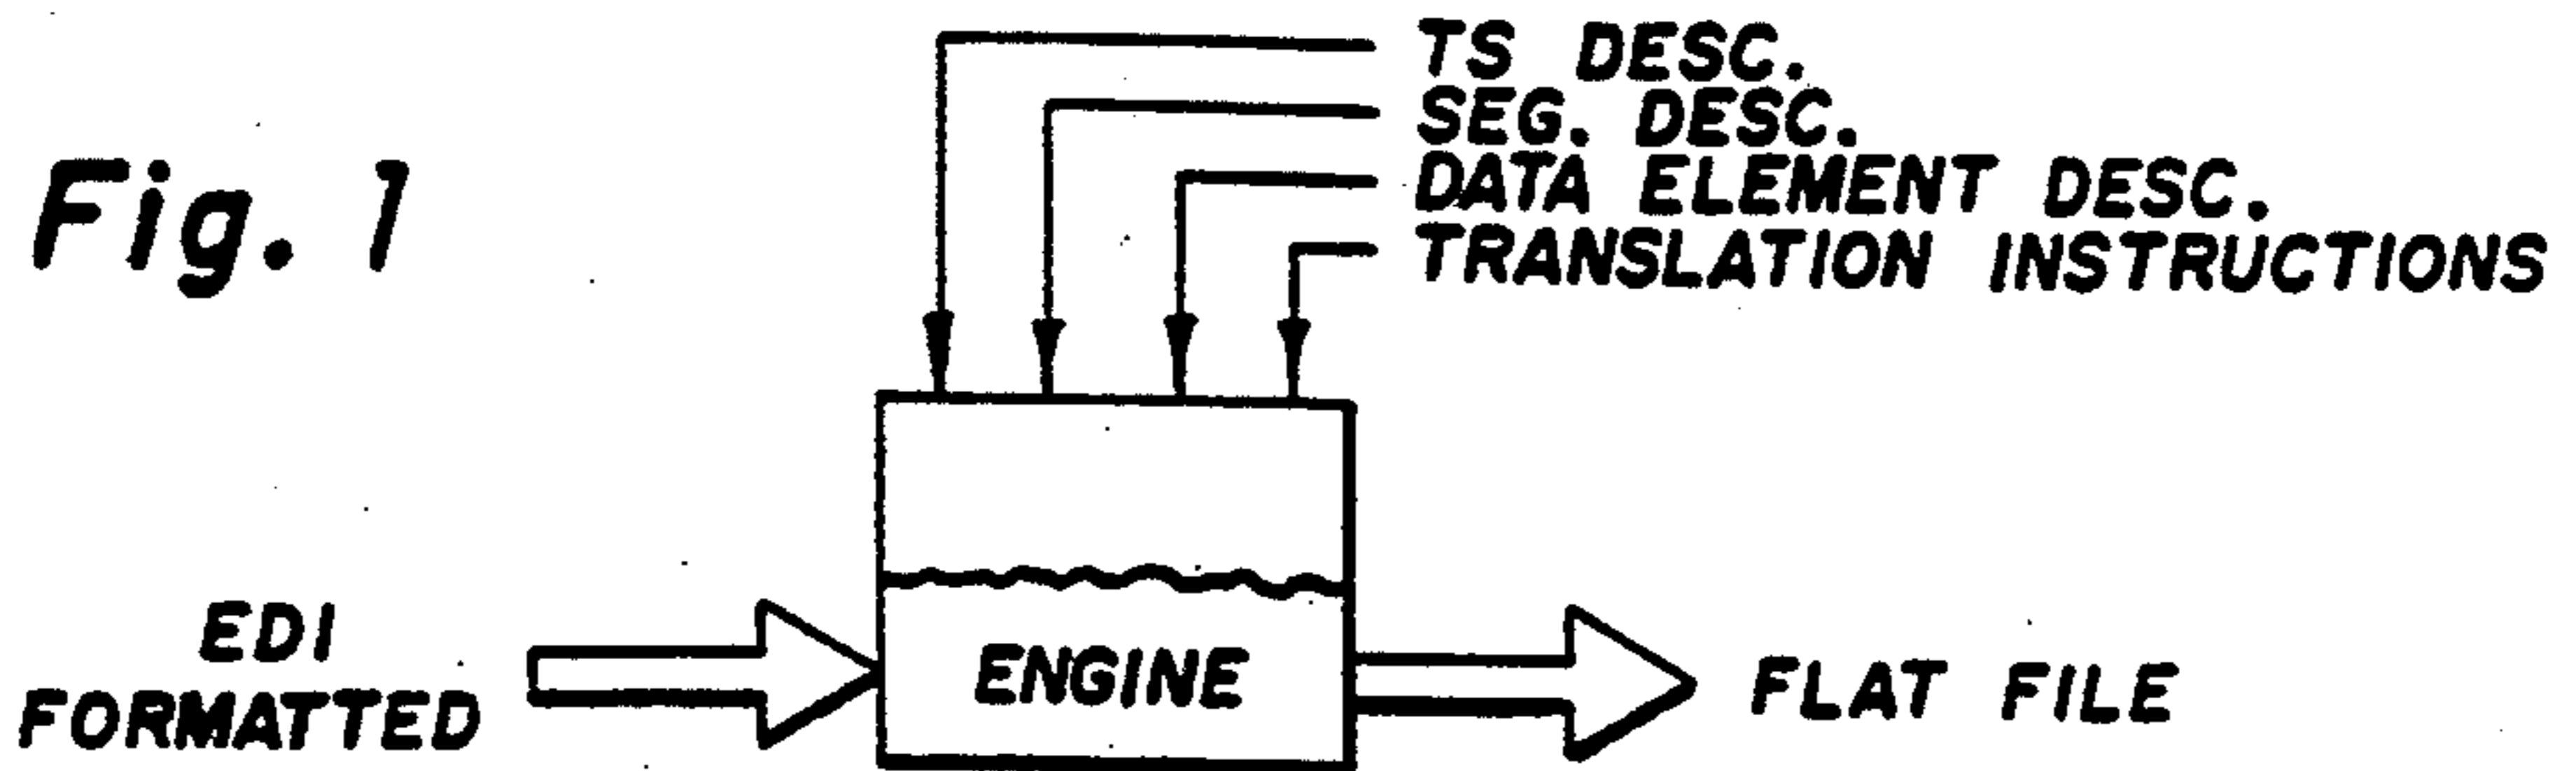 Fig. 1
TS DESC.
SEG. DESC.
DATA ELEMENT DESC.
TRANSLATION INSTRUCTIONS
EDI
FORMATTED
ENGINE
FLAT FILE